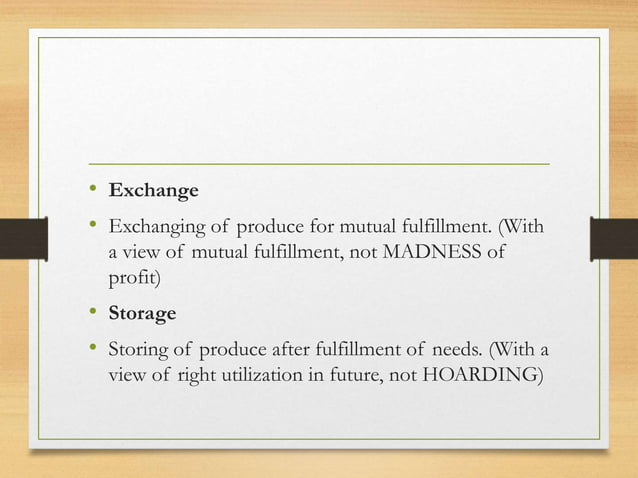 • Exchange
• Exchanging of produce for mutual fulfillment. (With
a view of mutual fulfillment, not MADNESS of
profit)
• Storage
• Storing of produce after fulfillment of needs. (With a
view of right utilization in future, not HOARDING)